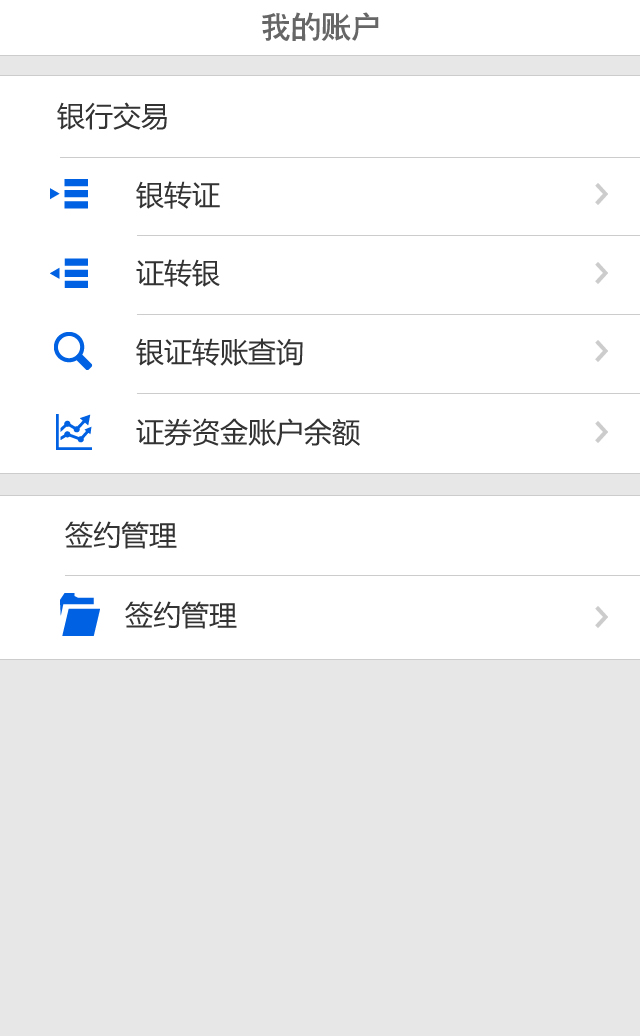 我的账户
银行交易
银转证
证转银
银证转账查询
证券资金账户余额
签约管理
签约管理